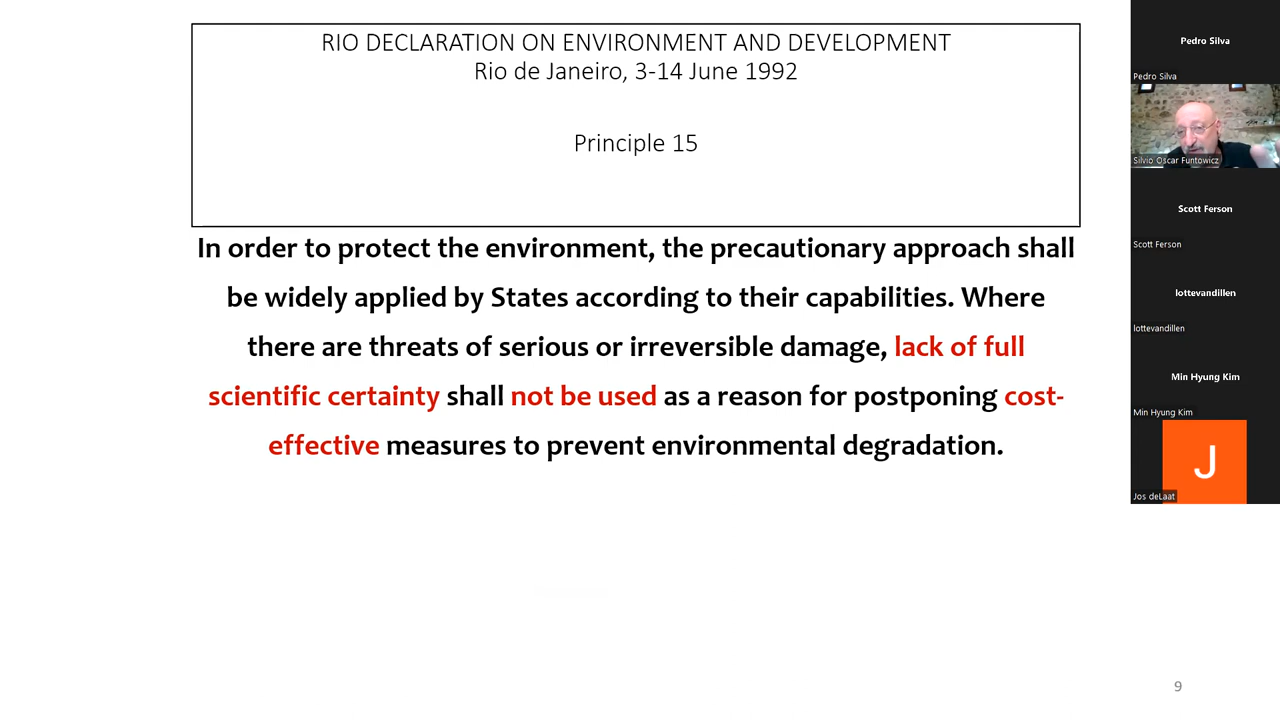 RIO DECLARATION ON ENVIRONMENT AND DEVELOPMENT
Rio de Janeiro, 3-14 June 1992
Principle 15
In order to protect the environment, the precautionary approach shall
be widely applied by States according to their capabilities. Where
there are threats of serious or irreversible damage, lack of full
scientific certainty shall not be used as a reason for postponing cost-
effective measures to prevent environmental degradation.
9
Pedro Silva
Pedro Silva
Silvio Oscar Funtowicz
Scott Ferson
Scott Ferson
lottevandillen
lottevandillen
Min Hyung Kim
Min Hyung Kim
J
Jos deLaat